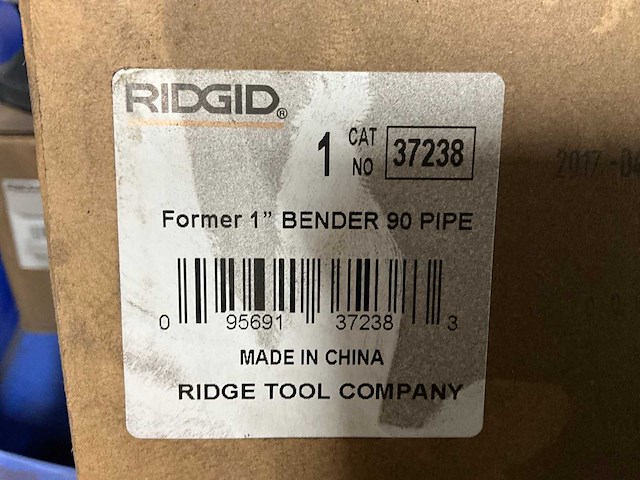 RIDGID®
1 CAT NO 37238
Former 1” BENDER 90 PIPE
0 95691 37238 3
MADE IN CHINA
RIDGE TOOL COMPANY